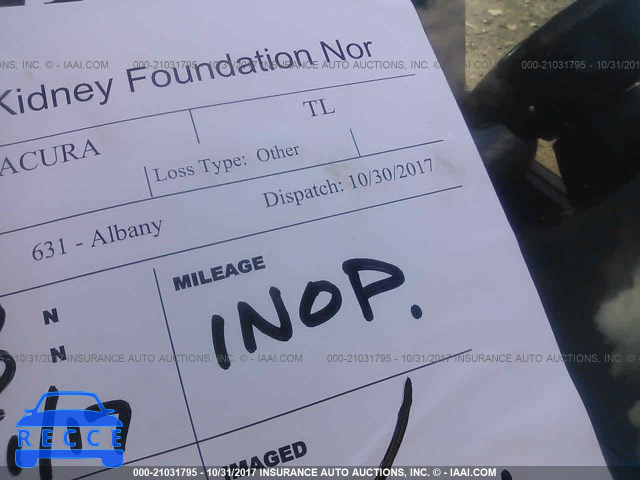 Kidney Foundation Nor
ACURA
TL
Loss Type: Other
631 - Albany
Dispatch: 10/30/2017
MILEAGE
INOP.
N
N
IMAGED
RECCE
000-21031795 - 10/31/2017 INSURANCE AUTO AUCTIONS, INC. - © - IAAI.COM